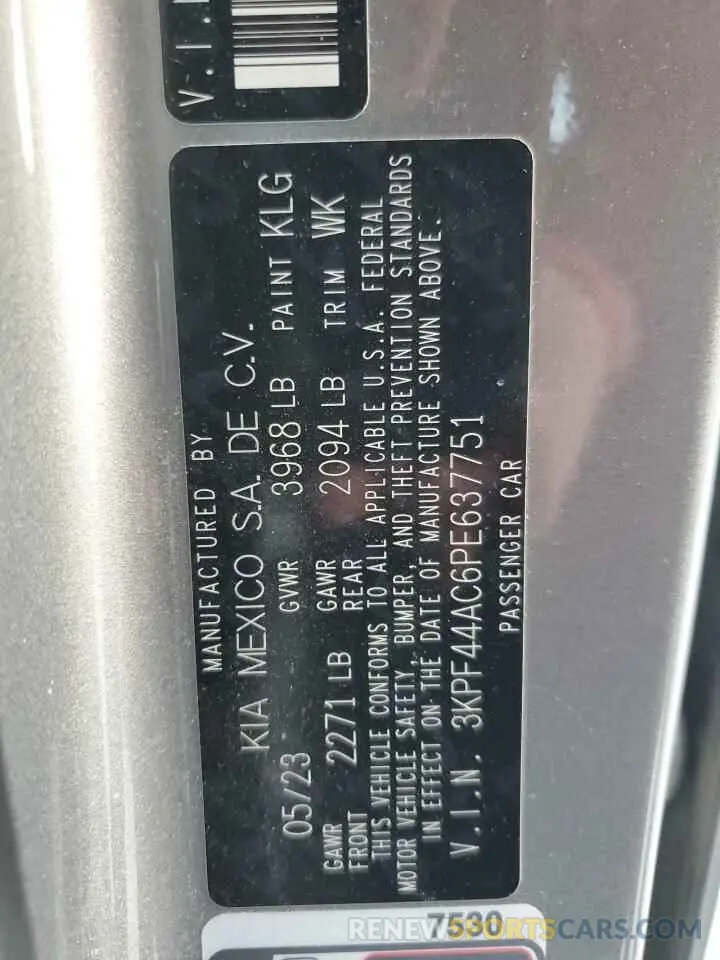 V.I.
MANUFACTURED BY
KIA MEXICO S.A. DE C.V.
05/23 GVWR 3968 LB PAINT KLG
GAWR FRONT 2271 LB GAWR REAR 2094 LB TRIM WK
THIS VEHICLE CONFORMS TO ALL APPLICABLE U.S.A. FEDERAL
MOTOR VEHICLE SAFETY, BUMPER, AND THEFT PREVENTION STANDARDS
IN EFFECT ON THE DATE OF MANUFACTURE SHOWN ABOVE.
V.I.N. 3KPF44AC6PE637751
PASSENGER CAR
7530
RENEWSPORTSCARS.COM